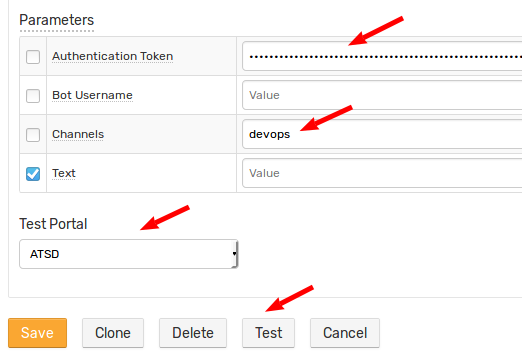 Parameters
Authentication Token ••••••••••••••••••••••••••••••••••••••••••••••••••••••
Bot Username Value
Channels devops
Text Value
Test Portal
ATSD
Save Clone Delete Test Cancel